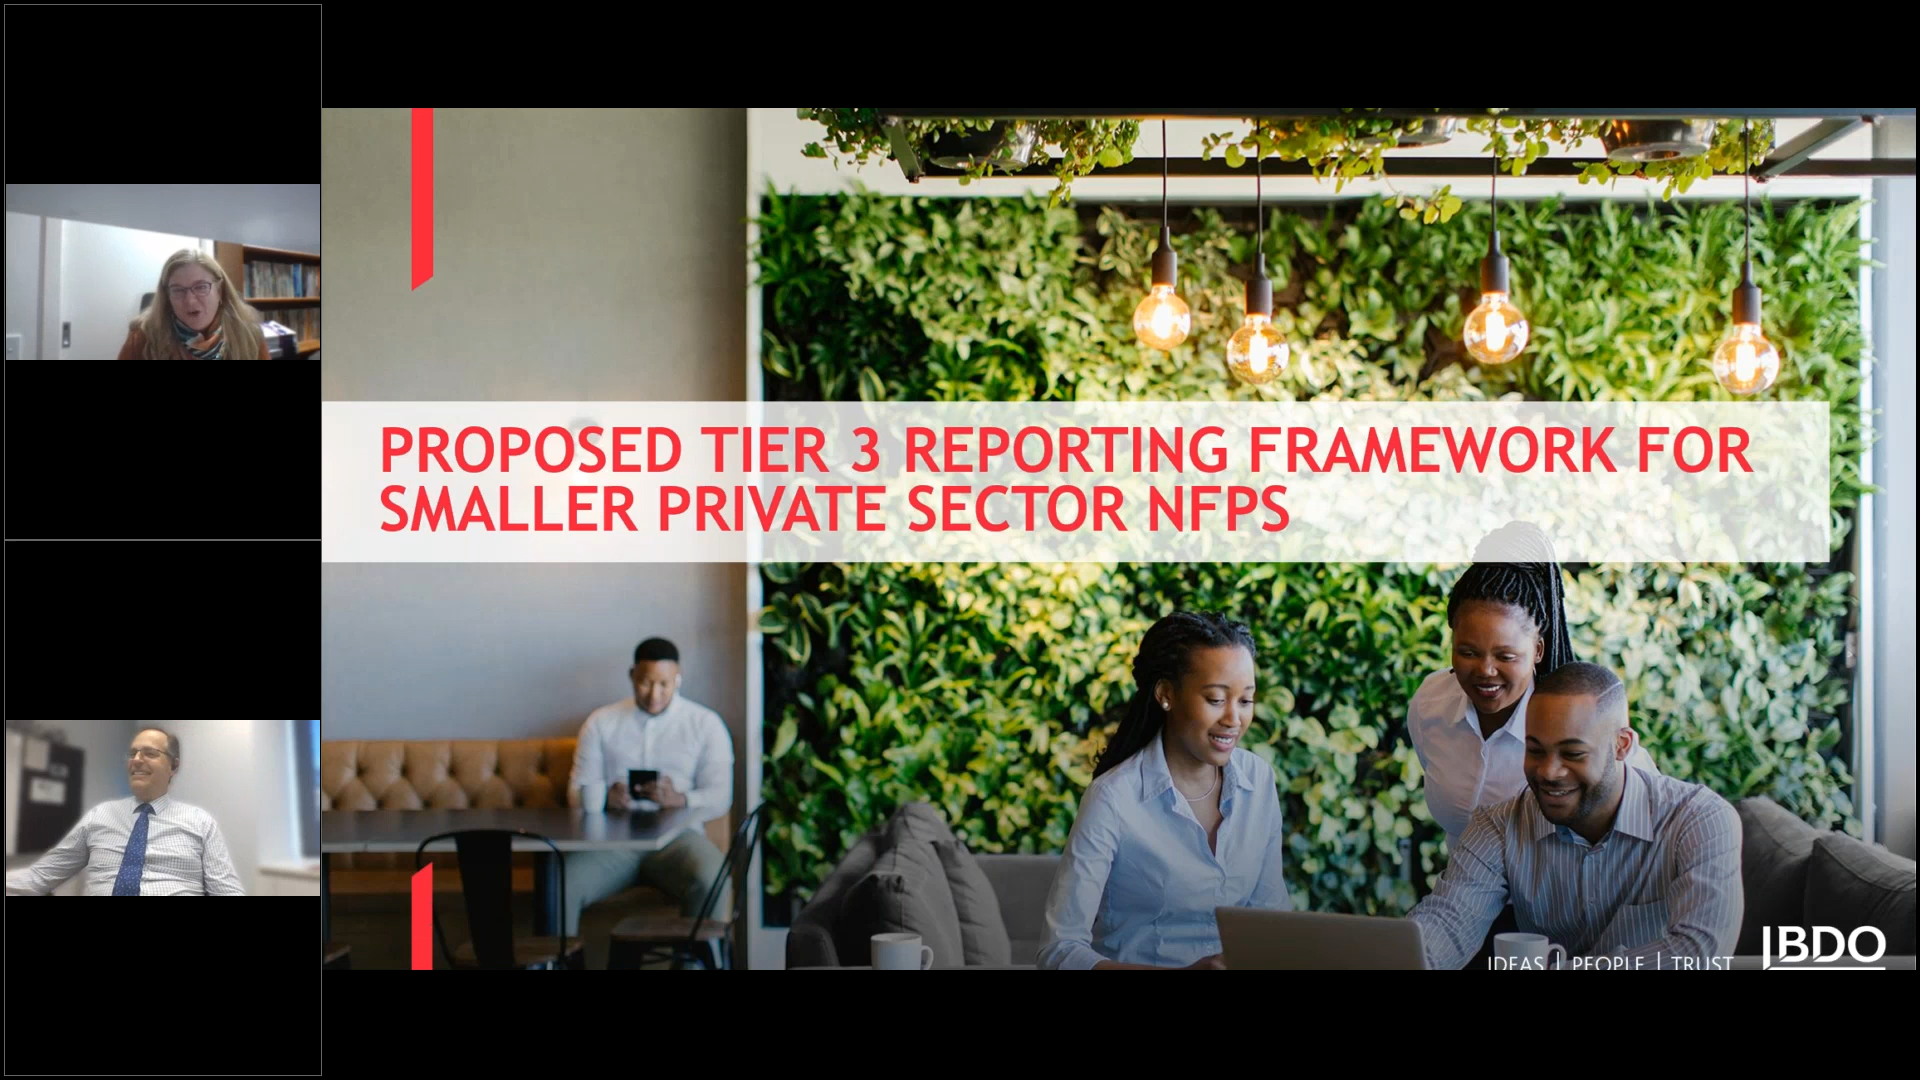 PROPOSED TIER 3 REPORTING FRAMEWORK FOR
SMALLER PRIVATE SECTOR NFPS
IDEAS | PEOPLE | TRUST
BDO